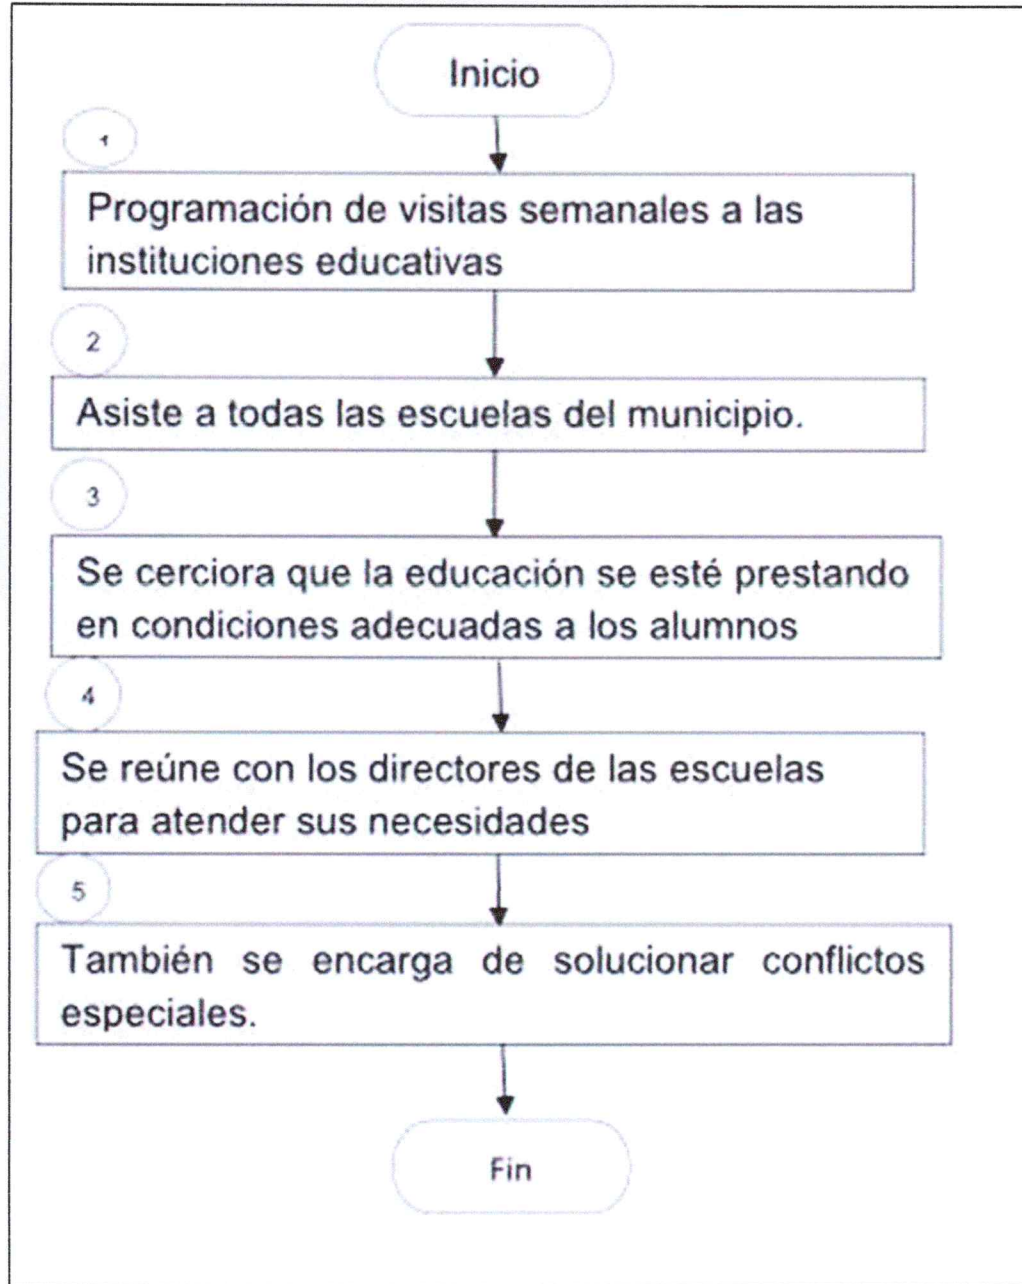 Inicio
1
Programación de visitas semanales a las
instituciones educativas
2
Asiste a todas las escuelas del municipio.
3
Se cerciora que la educación se esté prestando
en condiciones adecuadas a los alumnos
4
Se reúne con los directores de las escuelas
para atender sus necesidades
5
También se encarga de solucionar conflictos
especiales.
Fin